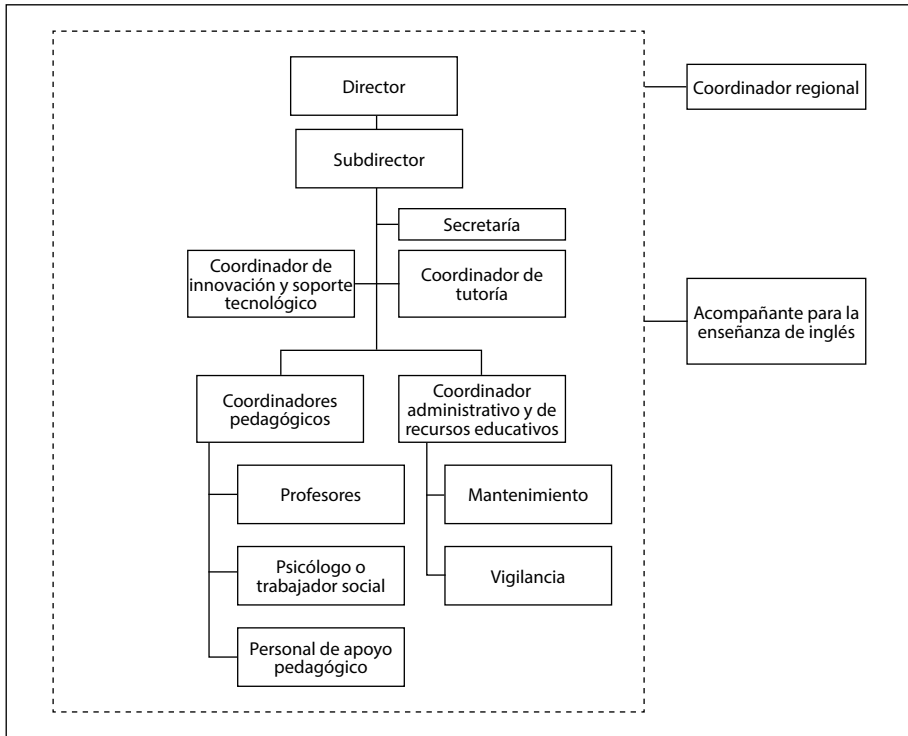 Director
Coordinador regional
Subdirector
Secretaría
Coordinador de
innovación y soporte
tecnológico
Coordinador de
tutoría
Acompañante para la
enseñanza de inglés
Coordinadores
pedagógicos
Coordinador
administrativo y de
recursos educativos
Profesores
Mantenimiento
Psicólogo o
trabajador social
Vigilancia
Personal de apoyo
pedagógico